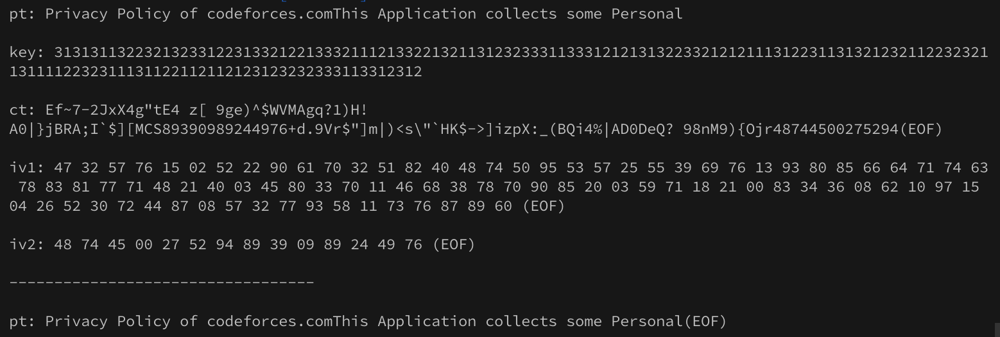 pt: Privacy Policy of codeforces.comThis Application collects some Personal
key: 3131311322321323312231332122133321112133221321131232333113331212131322332121211131223113132123211223232​1
1311112232311131122112112123123232333113312312
ct: Ef~7-2JxX4g"tE4 z[ 9ge)^$WVMAgq?1)H!
A0|}jBRA;I`$][MCS89390989244976+d.9Vr$"]m|)<s\"`HK$->]izpX:_(BQi4%|AD0DeQ? 98nM9){Ojr48744500275294(EOF)
iv1: 47 32 57 76 15 02 52 22 90 61 70 32 51 82 40 48 74 50 95 53 57 25 55 39 69 76 13 93 80 85 66 64 71 74 63
78 83 81 77 71 48 21 40 03 45 80 33 70 11 46 68 38 78 70 90 85 20 03 59 71 18 21 00 83 34 36 08 62 10 97 15
04 26 52 30 72 44 87 08 57 32 77 93 58 11 73 76 87 89 60 (EOF)
iv2: 48 74 45 00 27 52 94 89 39 09 89 24 49 76 (EOF)
----------------------------------
pt: Privacy Policy of codeforces.comThis Application collects some Personal(EOF)